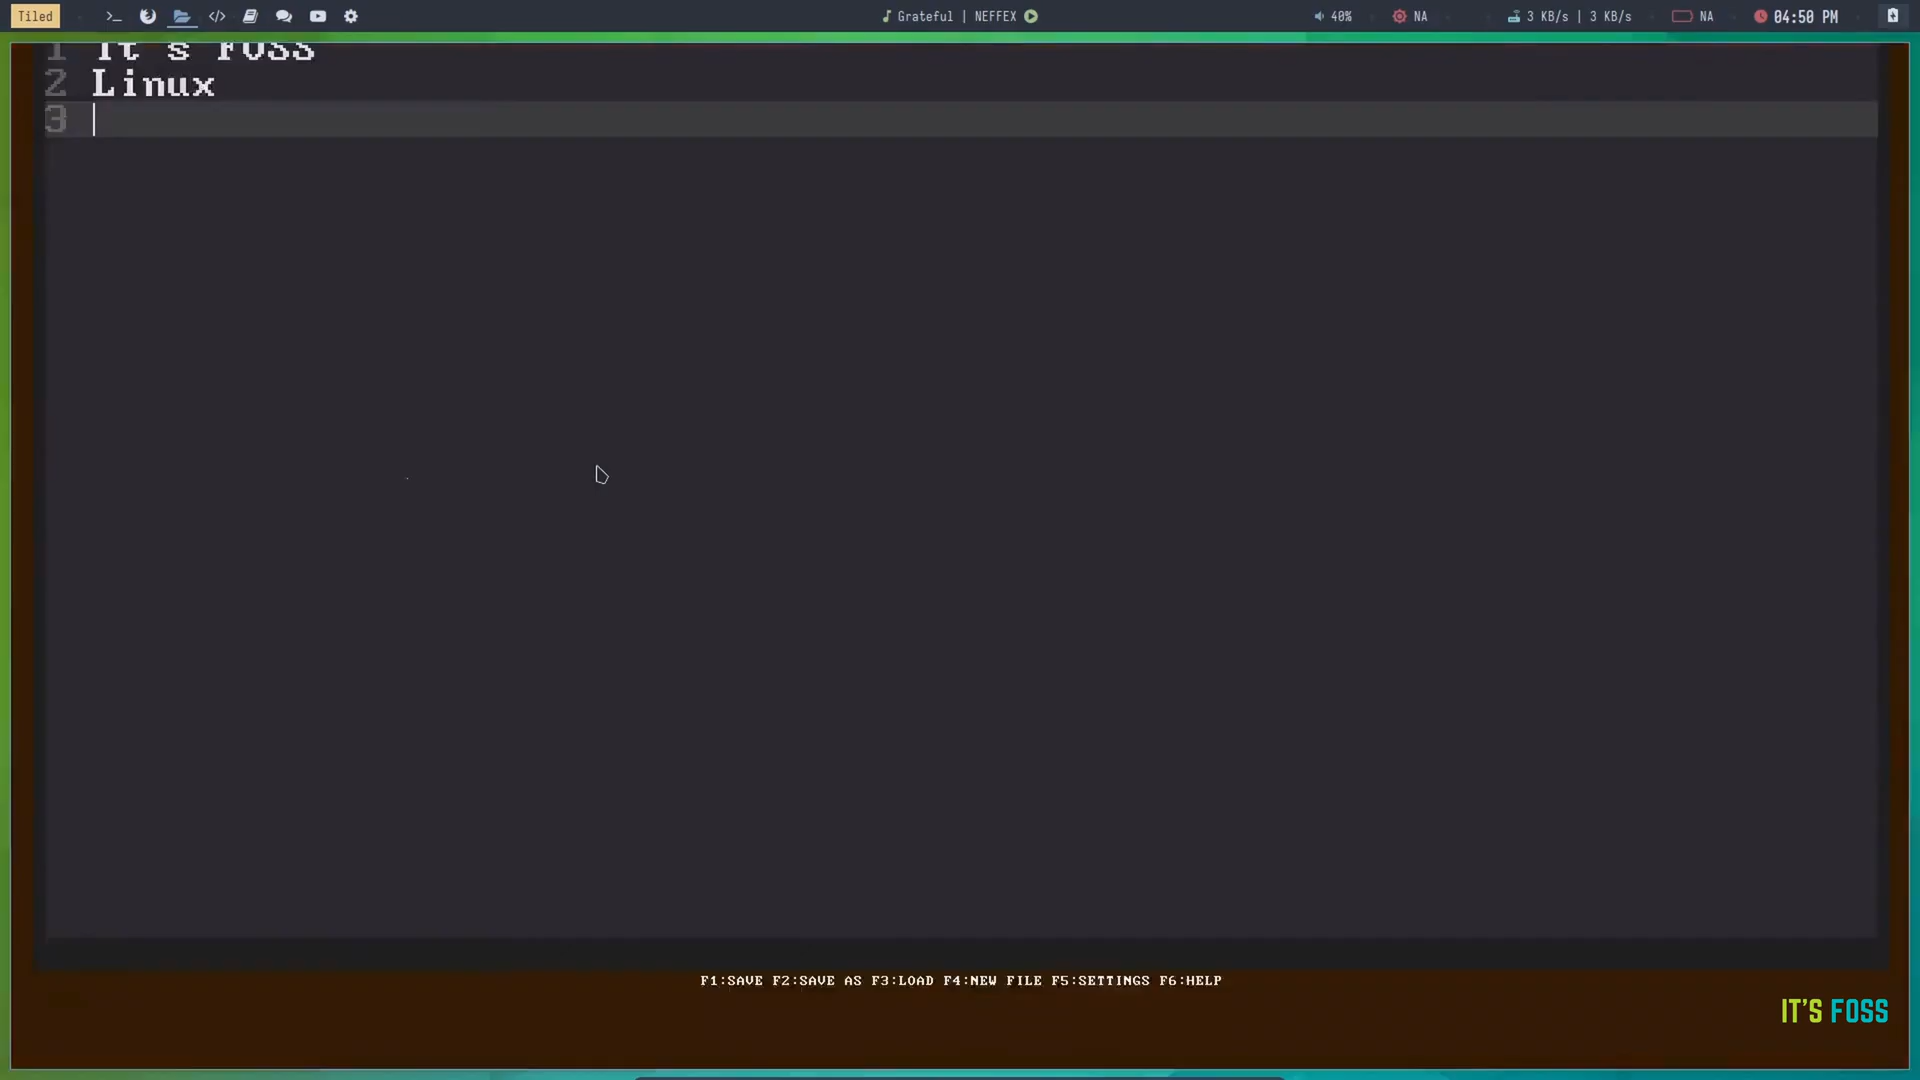 Tiled
Grateful | NEFFEX
40%
NA
3 KB/s | 3 KB/s
NA
04:50 PM
1 It's FOSS
2 Linux
3
F1:SAVE F2:SAVE AS F3:LOAD F4:NEW FILE F5:SETTINGS F6:HELP
IT'S FOSS